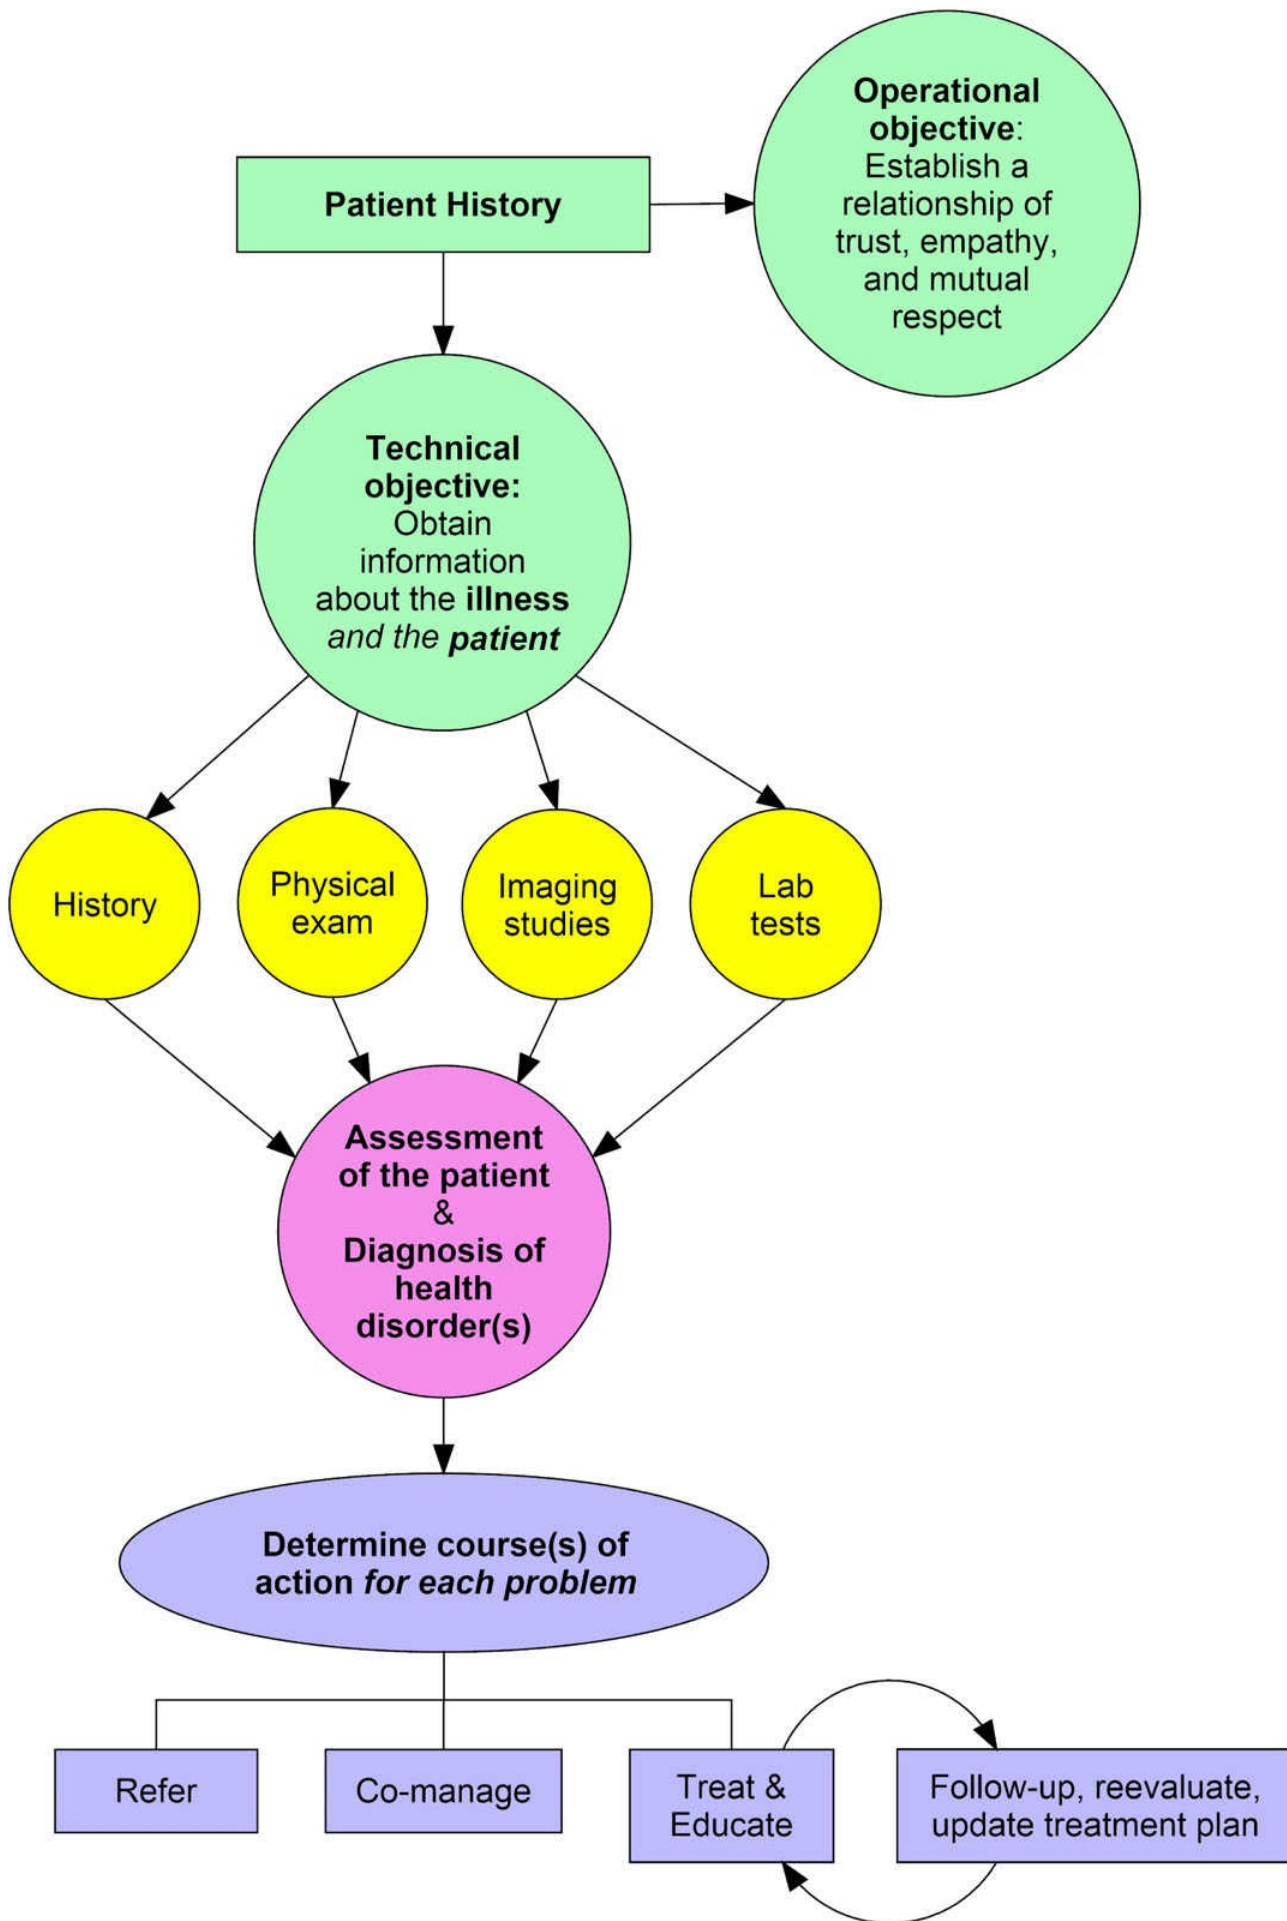 Operational
objective:
Establish a
relationship of
trust, empathy,
and mutual
respect
Patient History
Technical
objective:
Obtain
information
about the illness
and the patient
History
Physical
exam
Imaging
studies
Lab
tests
Assessment
of the patient
&
Diagnosis of
health
disorder(s)
Determine course(s) of
action for each problem
Refer
Co-manage
Treat &
Educate
Follow-up, reevaluate,
update treatment plan